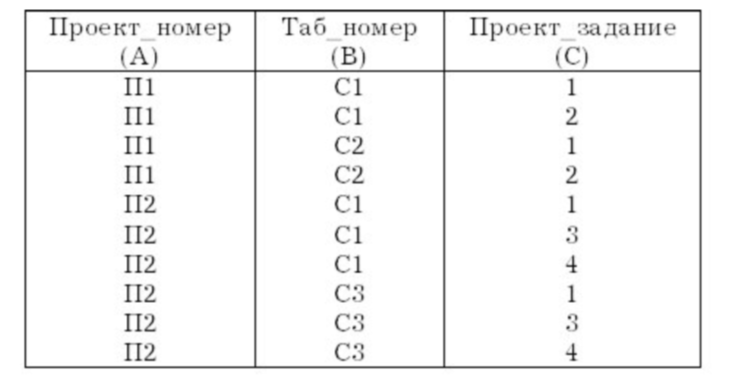 Проект_номер Таб_номер Проект_задание
(A) (B) (C)
П1 С1 1
П1 С1 2
П1 С2 1
П1 С2 2
П2 С1 1
П2 С1 3
П2 С1 4
П2 С3 1
П2 С3 3
П2 С3 4